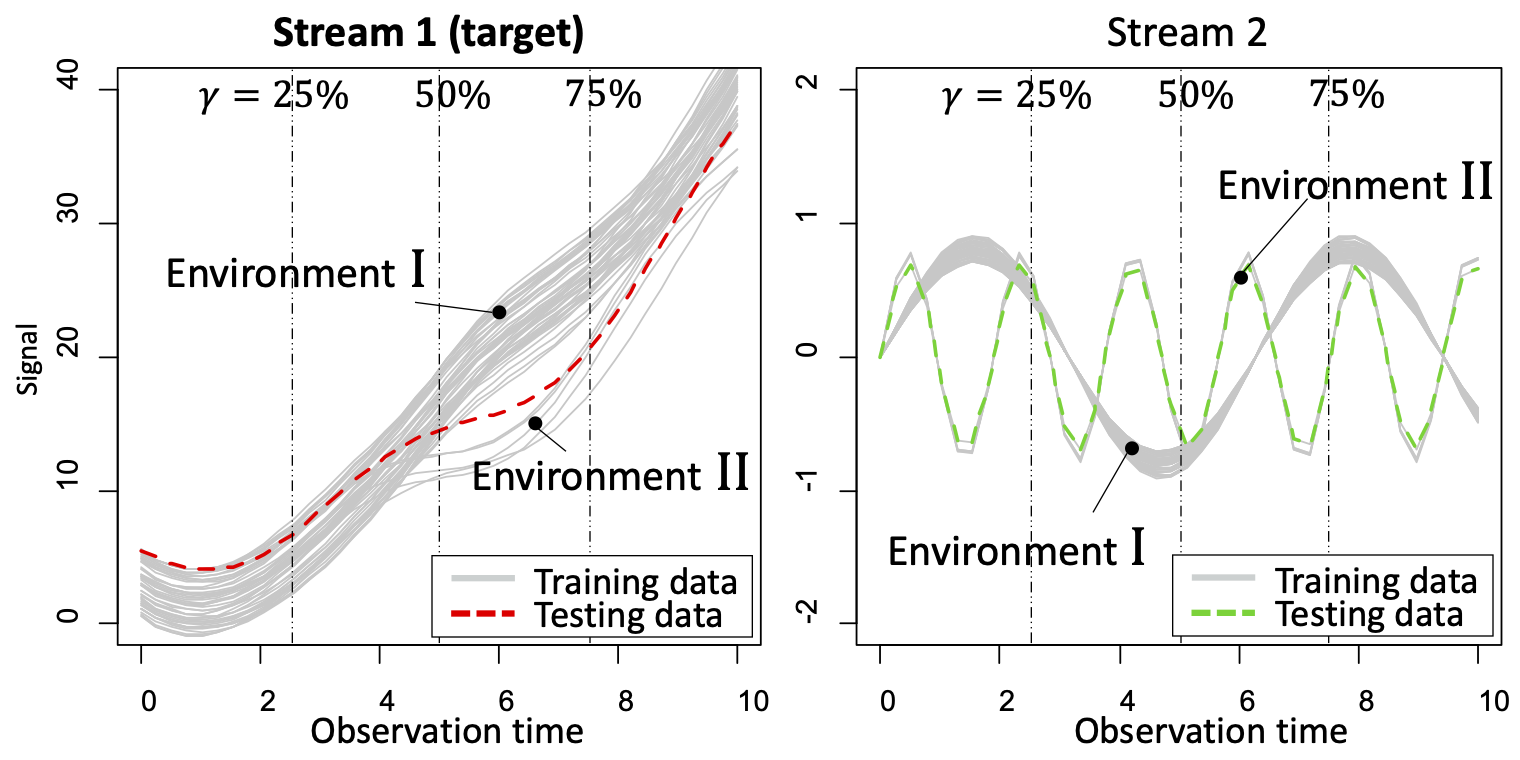 Stream 1 (target)
γ = 25% 50% 75%
40
30
20
10
0
Signal
Environment I
Environment II
Training data
Testing data
0 2 4 6 8 10
Observation time
Stream 2
γ = 25% 50% 75%
2
1
0
-1
-2
Environment II
Environment I
Training data
Testing data
0 2 4 6 8 10
Observation time